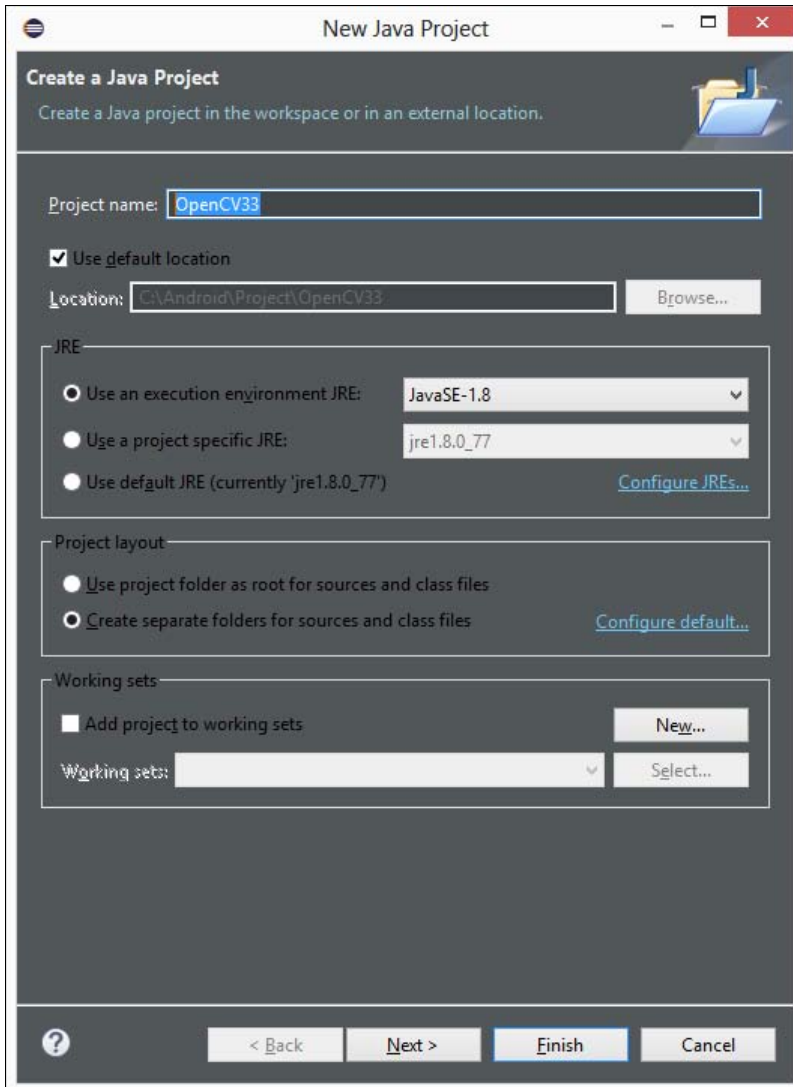 New Java Project
Create a Java Project
Create a Java project in the workspace or in an external location.
Project name: OpenCV33
Use default location
Location: C:\Android\Project\OpenCV33 Browse...
JRE
Use an execution environment JRE: JavaSE-1.8
Use a project specific JRE: jre1.8.0_77
Use default JRE (currently 'jre1.8.0_77') Configure JREs...
Project layout
Use project folder as root for sources and class files
Create separate folders for sources and class files Configure default...
Working sets
Add project to working sets New...
Working sets: Select...
? < Back Next > Finish Cancel